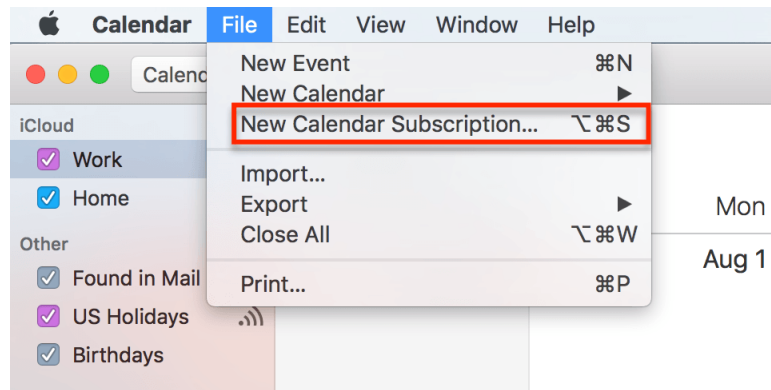 Calendar File Edit View Window Help
Calend
New Event ⌘N
New Calendar ▶
New Calendar Subscription... ⌥⌘S
Import...
Export ▶
Close All ⌥⌘W
Print... ⌘P
iCloud
Work
Home
Other
Found in Mail
US Holidays
Birthdays
Mon
Aug 1